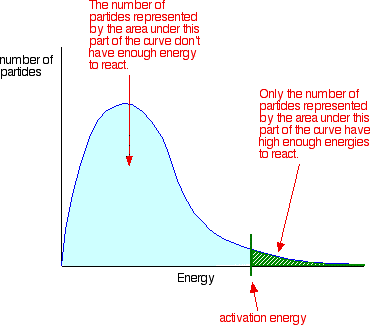 The number of
particles represented
by the area under this
part of the curve don't
have enough energy
to react.
number of
particles
Only the number of
particles represented
by the area under this
part of the curve have
high enough energies
to react.
Energy
activation energy